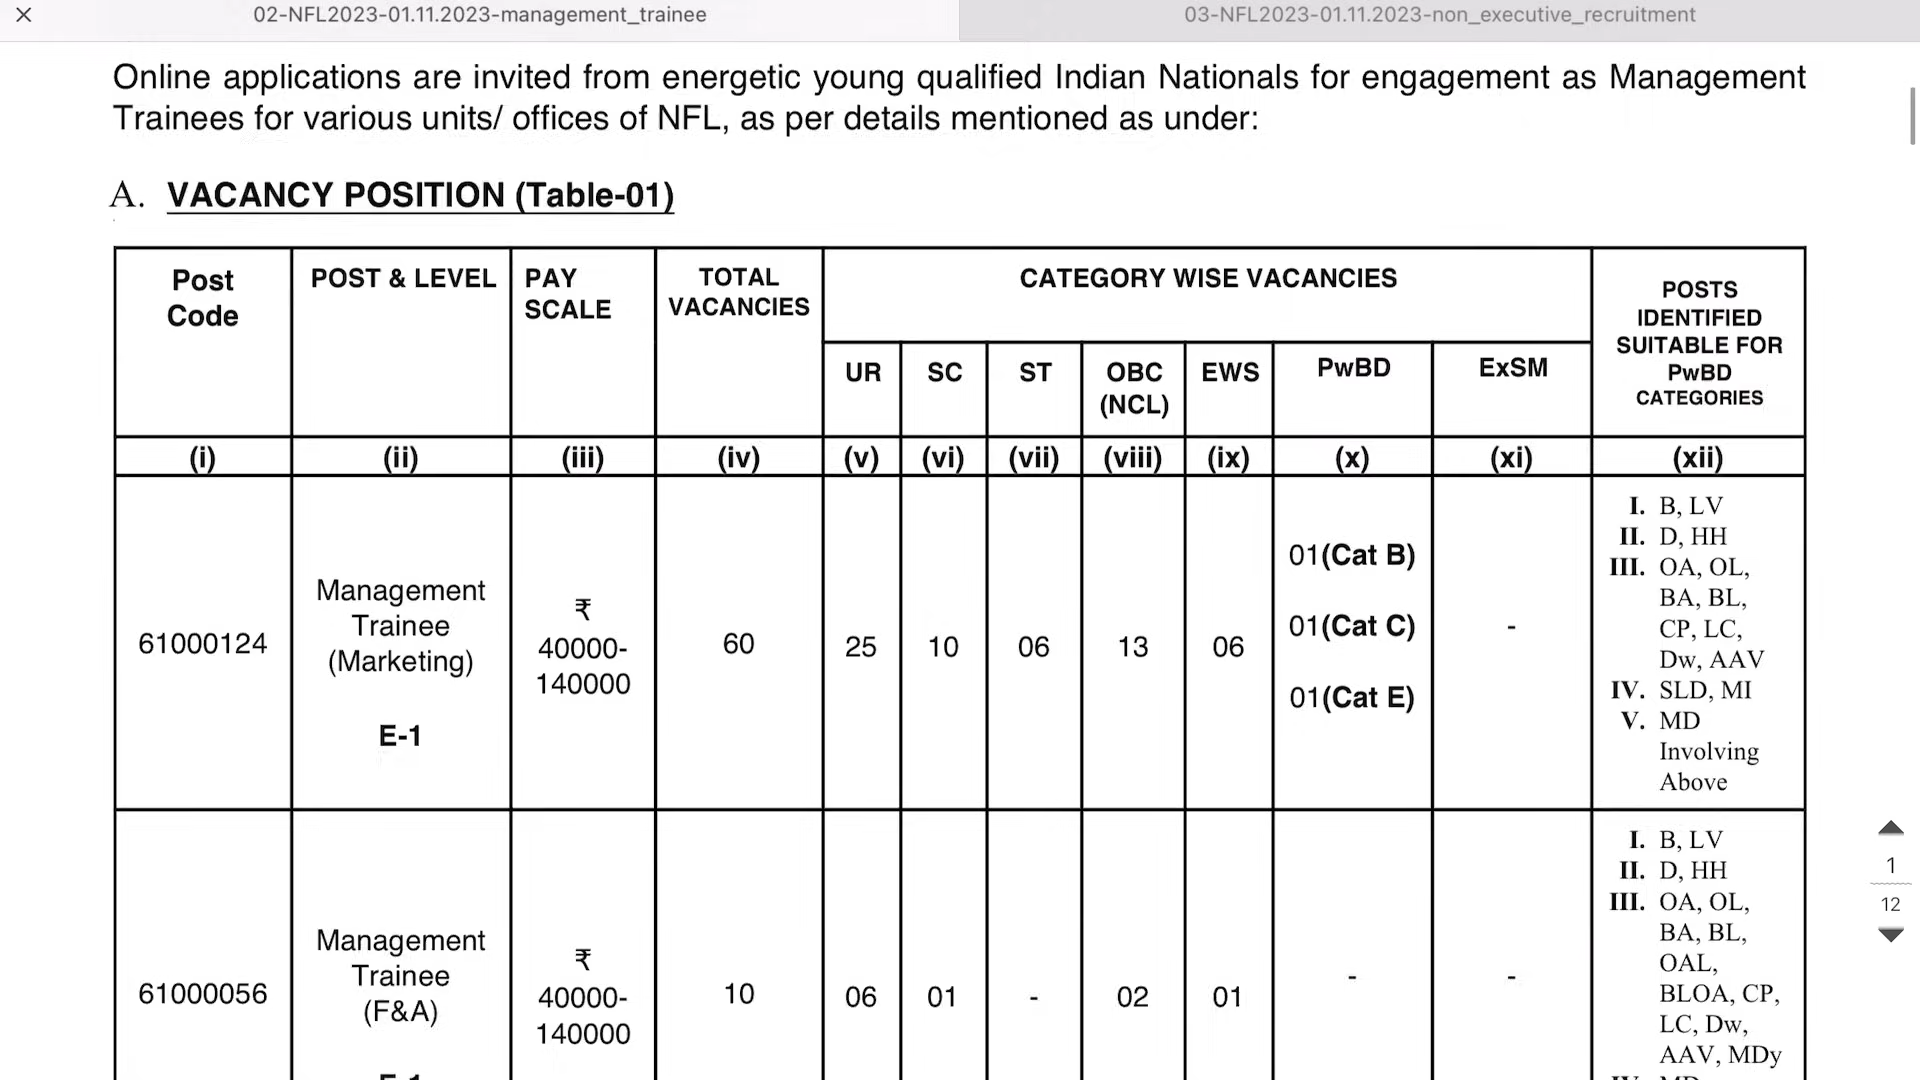 02-NFL2023-01.11.2023-management_trainee
03-NFL2023-01.11.2023-non_executive_recruitment
Online applications are invited from energetic young qualified Indian Nationals for engagement as Management
Trainees for various units/ offices of NFL, as per details mentioned as under:
A. VACANCY POSITION (Table-01)
Post
Code
POST & LEVEL
PAY
SCALE
TOTAL
VACANCIES
CATEGORY WISE VACANCIES
POSTS
IDENTIFIED
SUITABLE FOR
PwBD
CATEGORIES
UR
SC
ST
OBC
(NCL)
EWS
PwBD
ExSM
(i)
(ii)
(iii)
(iv)
(v)
(vi)
(vii)
(viii)
(ix)
(x)
(xi)
(xii)
61000124
Management
Trainee
(Marketing)
E-1
₹
40000-
140000
60
25
10
06
13
06
01(Cat B)
01(Cat C)
01(Cat E)
-
I. B, LV
II. D, HH
III. OA, OL,
BA, BL,
CP, LC,
Dw, AAV
IV. SLD, MI
V. MD
Involving
Above
61000056
Management
Trainee
(F&A)
E-1
₹
40000-
140000
10
06
01
-
02
01
-
-
I. B, LV
II. D, HH
III. OA, OL,
BA, BL,
OAL,
BLOA, CP,
LC, Dw,
AAV, MDy
IV. MD
1
12